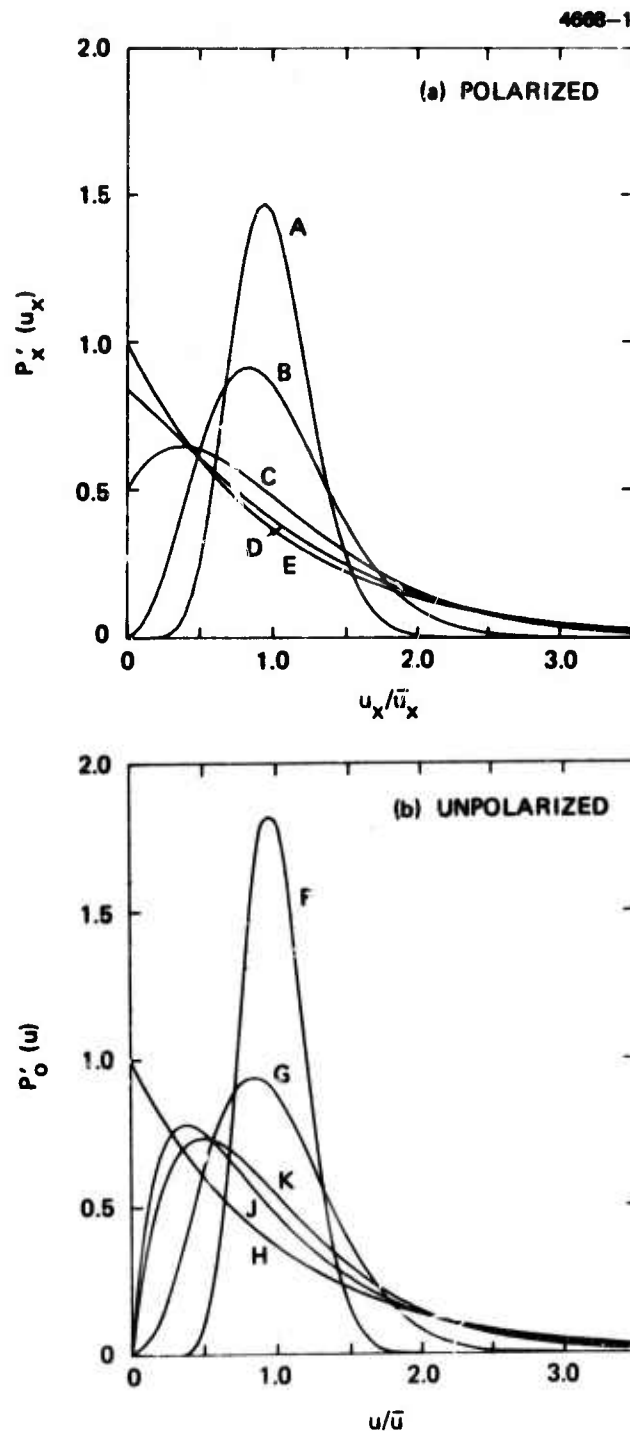 4668-1
(a) POLARIZED
2.0
1.5
1.0
0.5
0
A
B
C
D
E
P'x (ux)
0
1.0
2.0
3.0
ux/ūx
(b) UNPOLARIZED
2.0
1.5
1.0
0.5
0
F
G
K
J
H
P'o (u)
0
1.0
2.0
3.0
u/ū